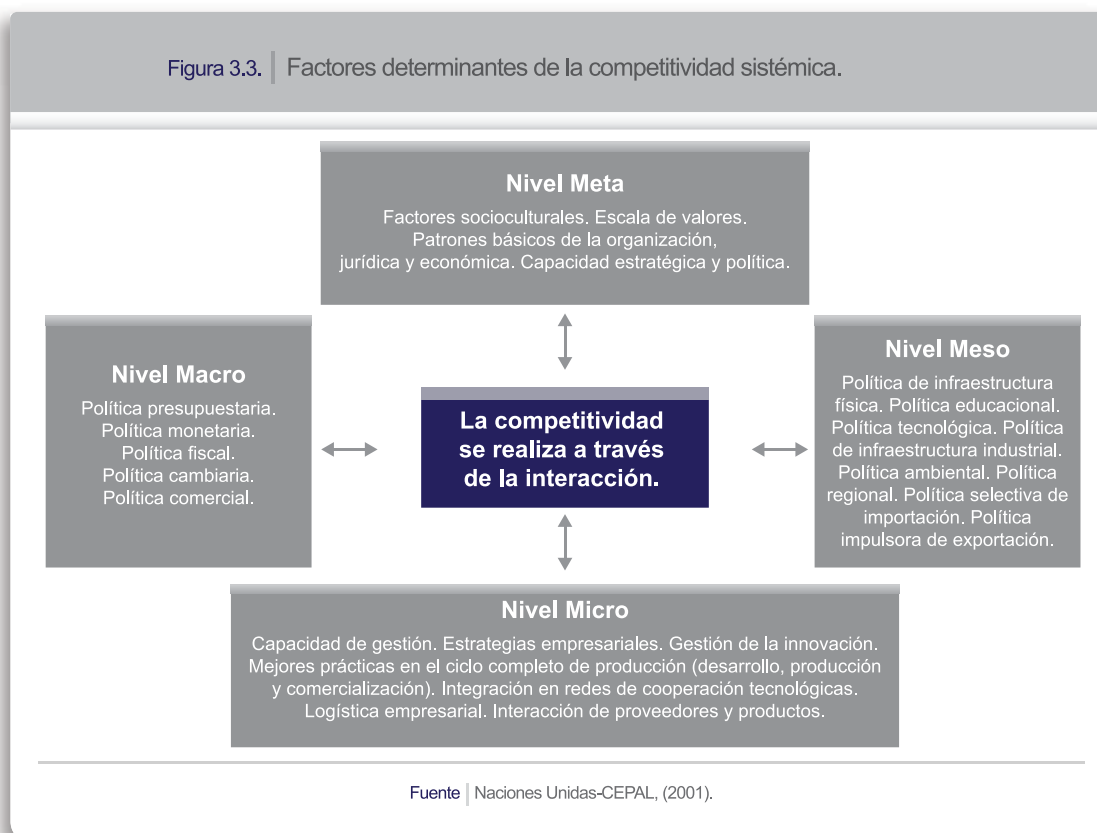 Figura 3.3. Factores determinantes de la competitividad sistémica.
Nivel Meta
Factores socioculturales. Escala de valores.
Patrones básicos de la organización,
jurídica y económica. Capacidad estratégica y política.
Nivel Macro
Política presupuestaria.
Política monetaria.
Política fiscal.
Política cambiaria.
Política comercial.
La competitividad
se realiza a través
de la interacción.
Nivel Meso
Política de infraestructura
física. Política educacional.
Política tecnológica. Política
de infraestructura industrial.
Política ambiental. Política
regional. Política selectiva de
importación. Política
impulsora de exportación.
Nivel Micro
Capacidad de gestión. Estrategias empresariales. Gestión de la innovación.
Mejores prácticas en el ciclo completo de producción (desarrollo, producción
y comercialización). Integración en redes de cooperación tecnológicas.
Logística empresarial. Interacción de proveedores y productos.
Fuente Naciones Unidas-CEPAL, (2001).